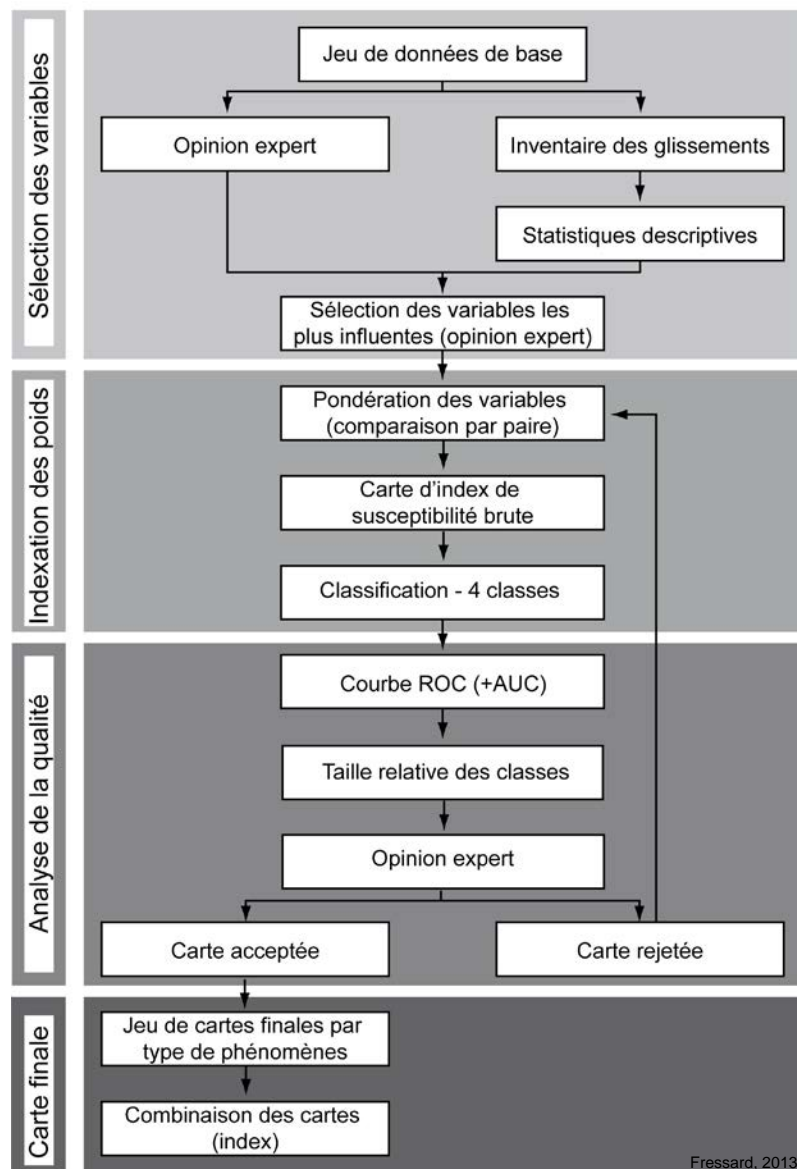 Sélection des variables
Jeu de données de base
Opinion expert
Inventaire des glissements
Statistiques descriptives
Sélection des variables les
plus influentes (opinion expert)
Indexation des poids
Pondération des variables
(comparaison par paire)
Carte d'index de
susceptibilité brute
Classification - 4 classes
Analyse de la qualité
Courbe ROC (+AUC)
Taille relative des classes
Opinion expert
Carte acceptée
Carte rejetée
Carte finale
Jeu de cartes finales par
type de phénomènes
Combinaison des cartes
(index)
Fressard, 2013